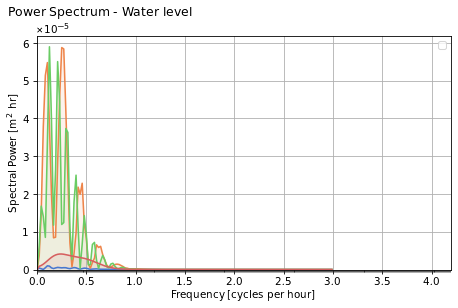 Power Spectrum - Water level
×10⁻⁵
6
5
4
3
2
1
0
Spectral Power [m² hr]
0.0 0.5 1.0 1.5 2.0 2.5 3.0 3.5 4.0
Frequency [cycles per hour]